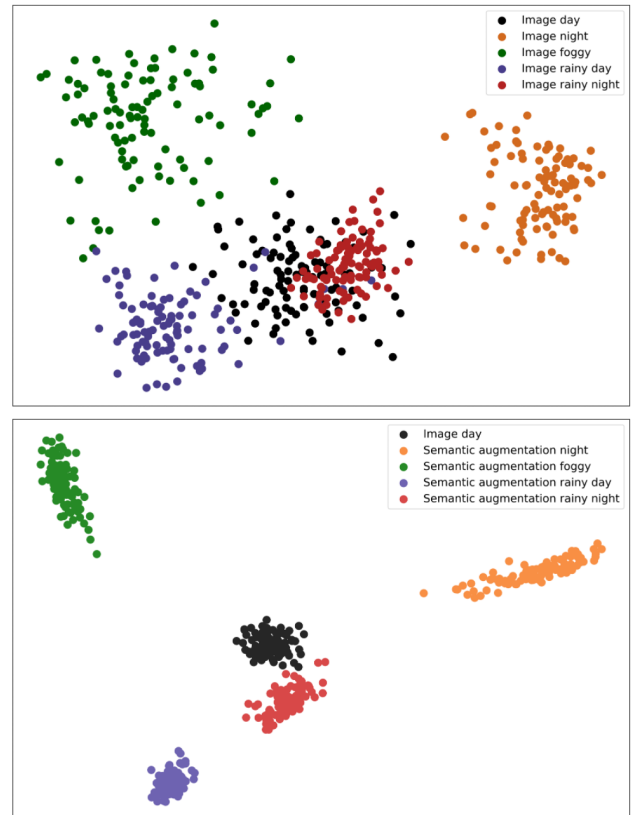 Image day
Image night
Image foggy
Image rainy day
Image rainy night
Image day
Semantic augmentation night
Semantic augmentation foggy
Semantic augmentation rainy day
Semantic augmentation rainy night